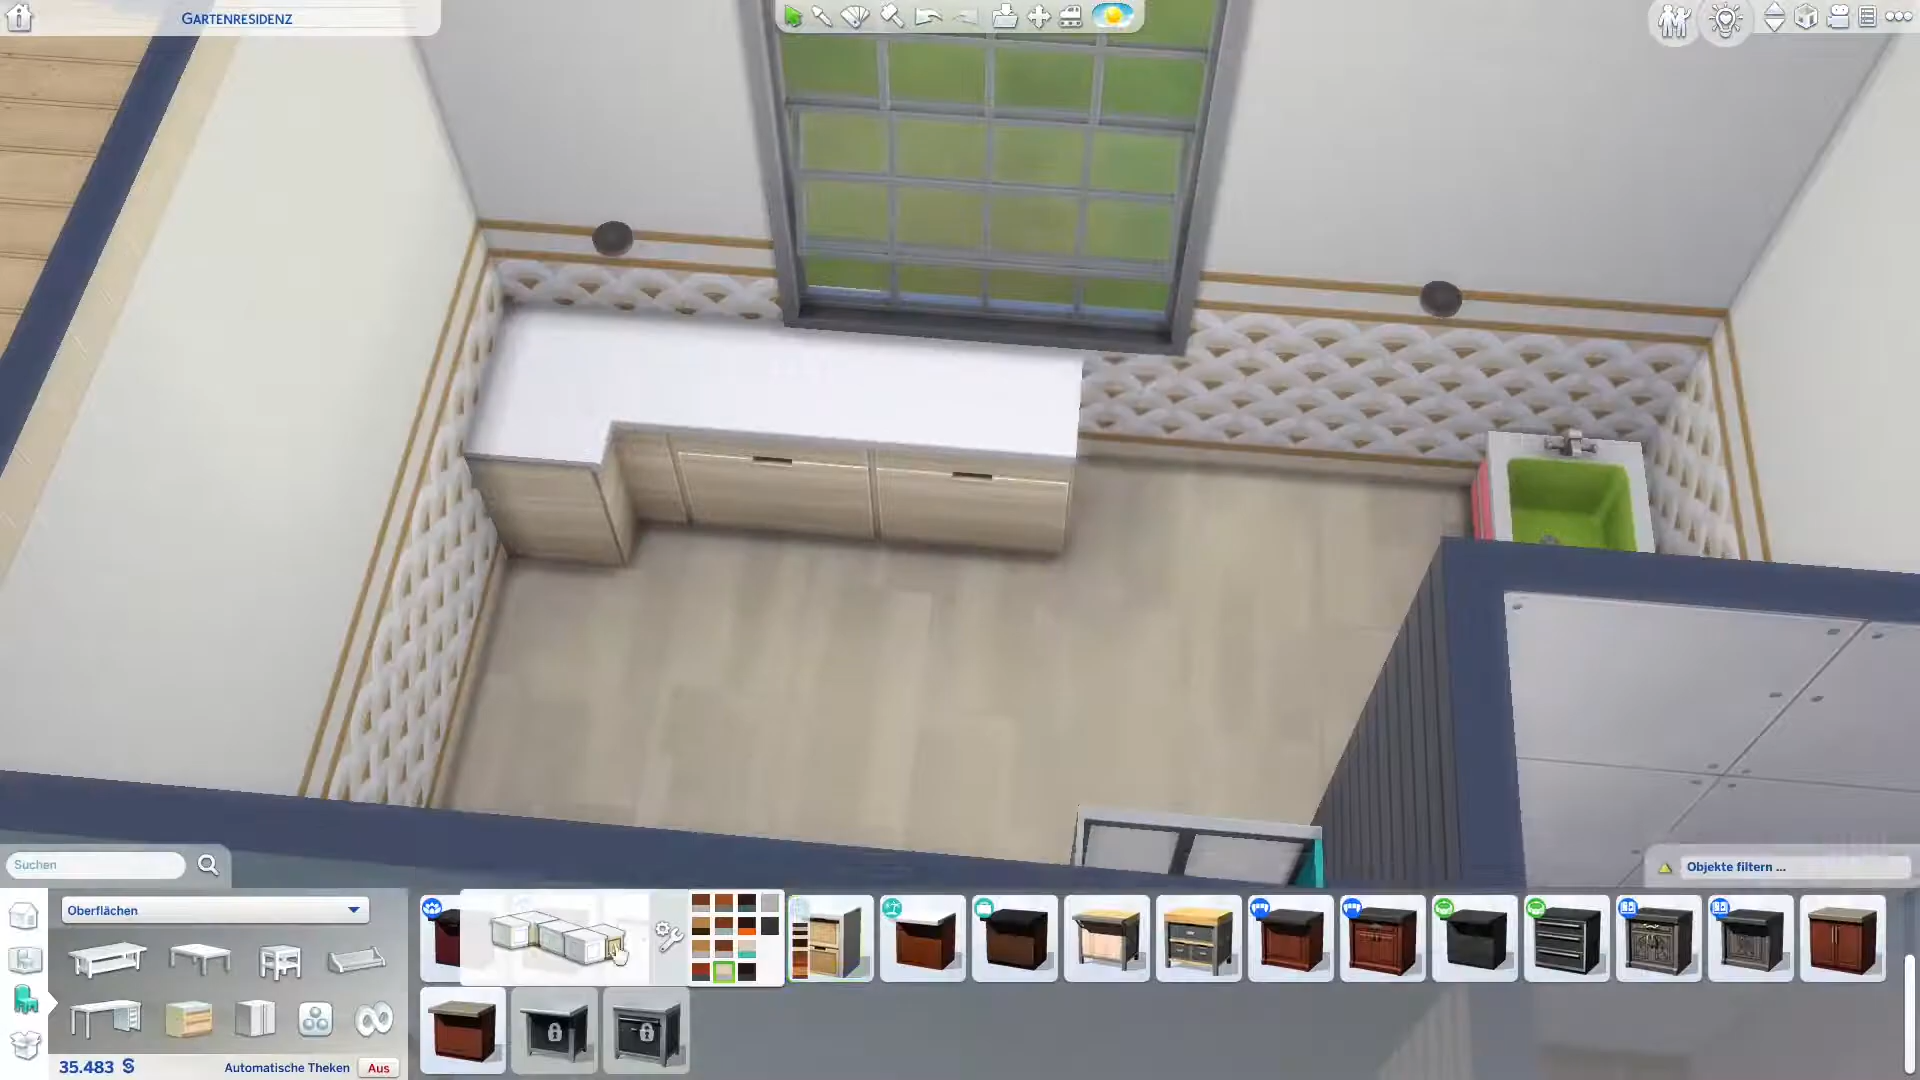 GARTENRESIDENZ
Suchen
Objekte filtern ...
Oberflächen
35.483
Automatische Theken
Aus